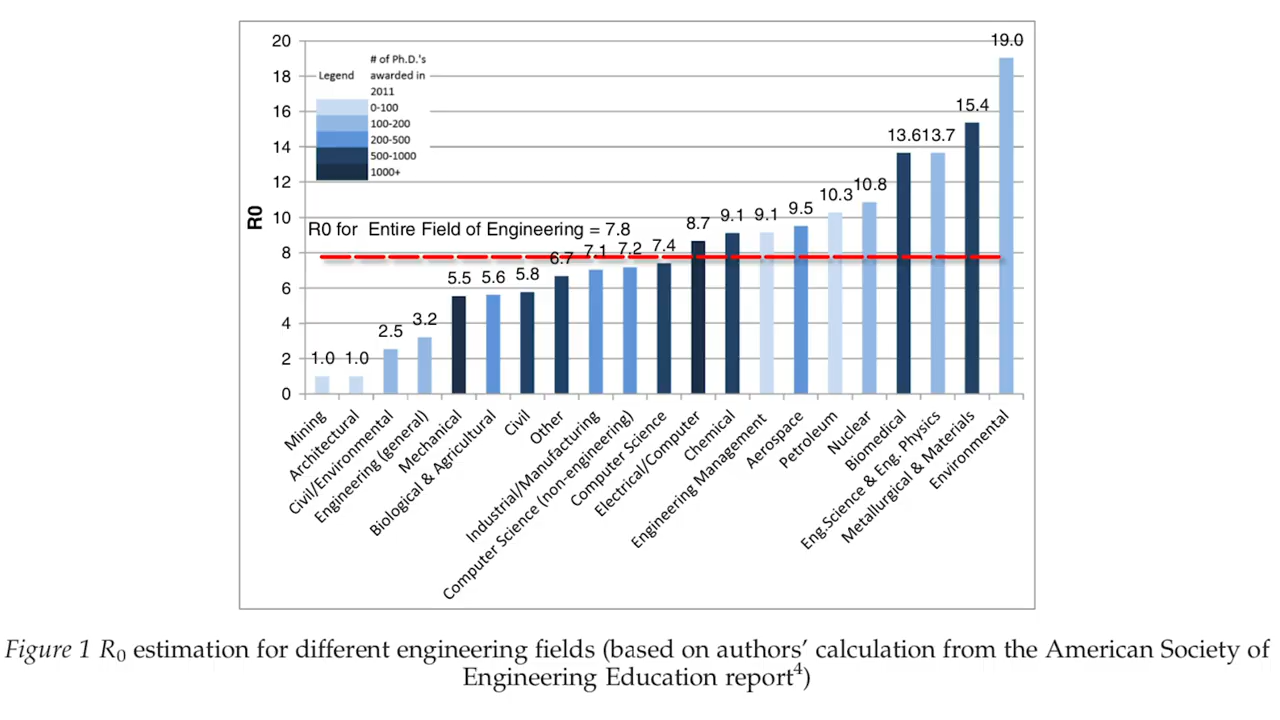 20
18
16
14
12
10
8
6
4
2
0
R0
Legend
# of Ph.D.'s
awarded in
2011
0-100
100-200
200-500
500-1000
1000+
R0 for Entire Field of Engineering = 7.8
1.0
1.0
2.5
3.2
5.5
5.6
5.8
6.7
7.1
7.2
7.4
8.7
9.1
9.1
9.5
10.3
10.8
13.6
13.7
15.4
19.0
Mining
Architectural
Civil/Environmental
Engineering (general)
Mechanical
Biological & Agricultural
Civil
Other
Industrial/Manufacturing
Computer Science (non-engineering)
Computer Science
Electrical/Computer
Chemical
Engineering Management
Aerospace
Petroleum
Nuclear
Biomedical
Eng.Science & Eng. Physics
Metallurgical & Materials
Environmental
Figure 1 R0 estimation for different engineering fields (based on authors’ calculation from the American Society of
Engineering Education report4)